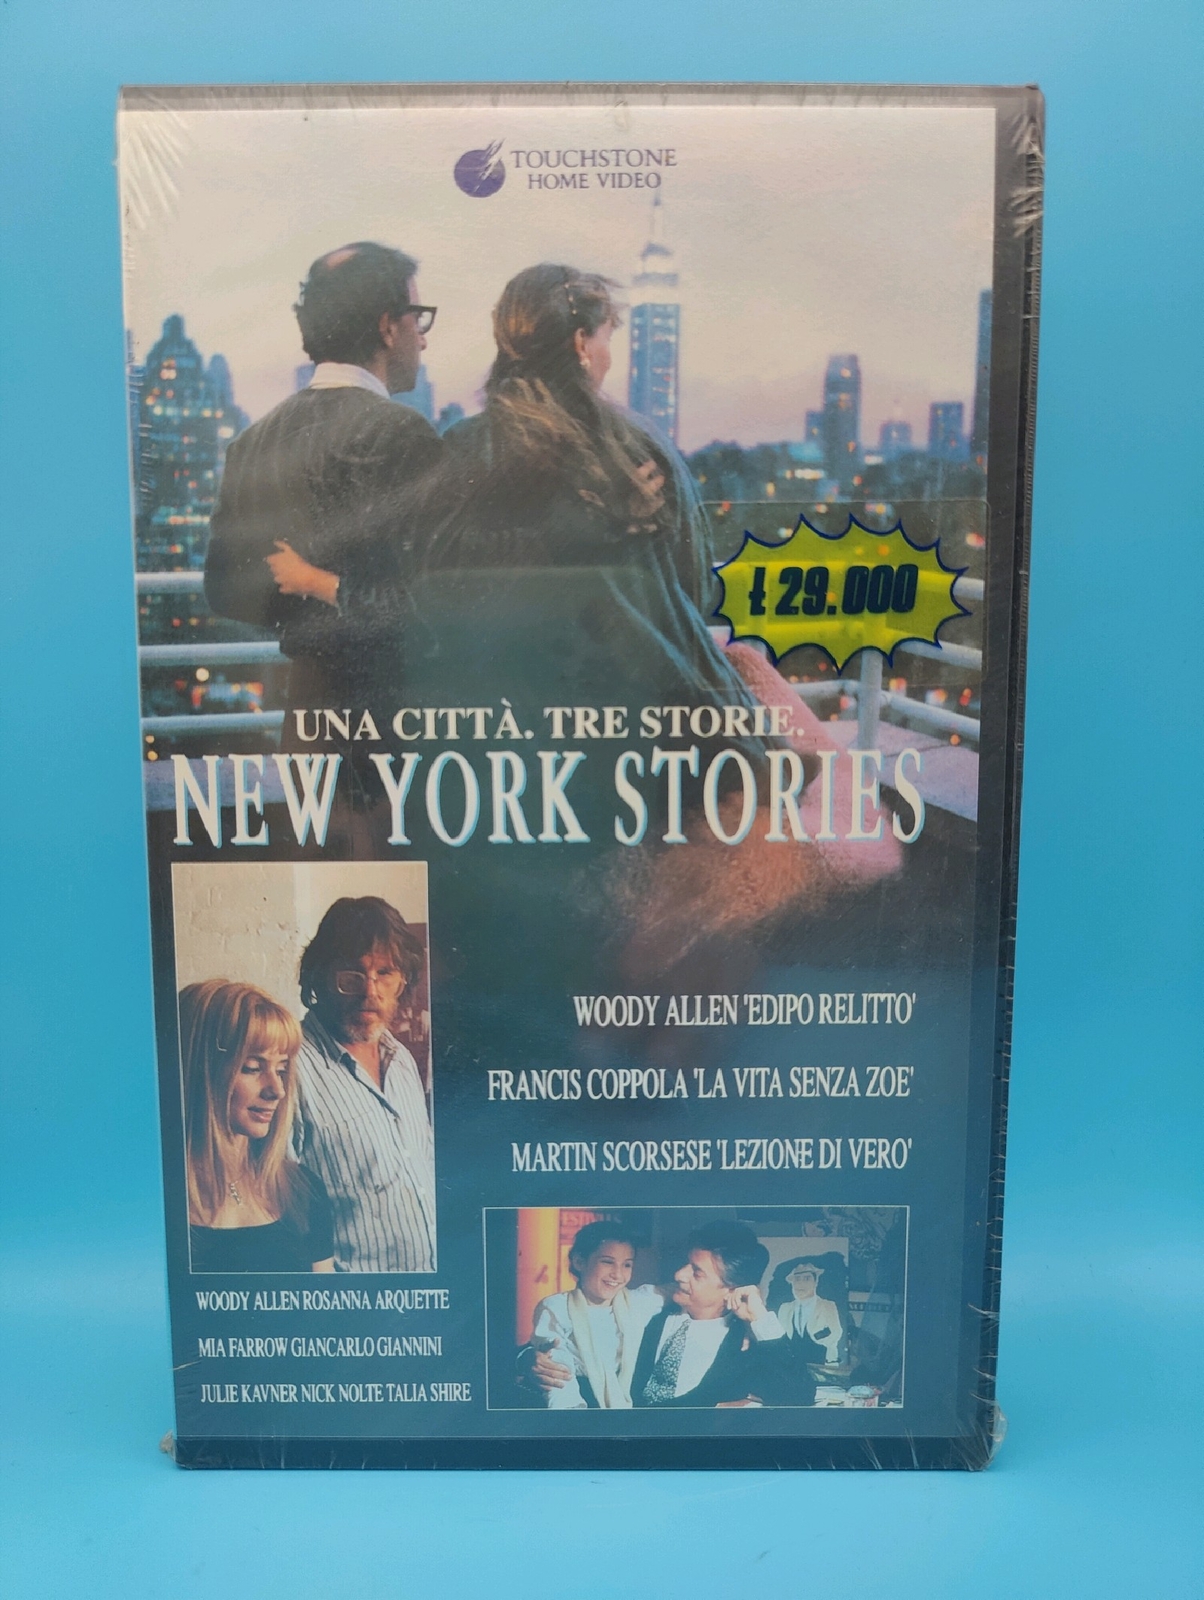 TOUCHSTONE
HOME VIDEO
£ 29.000
UNA CITTÀ. TRE STORIE.
NEW YORK STORIES
WOODY ALLEN 'EDIPO RELITTO'
FRANCIS COPPOLA 'LA VITA SENZA ZOE'
MARTIN SCORSESE 'LEZIONE DI VERO'
WOODY ALLEN ROSANNA ARQUETTE
MIA FARROW GIANCARLO GIANNINI
JULIE KAVNER NICK NOLTE TALIA SHIRE